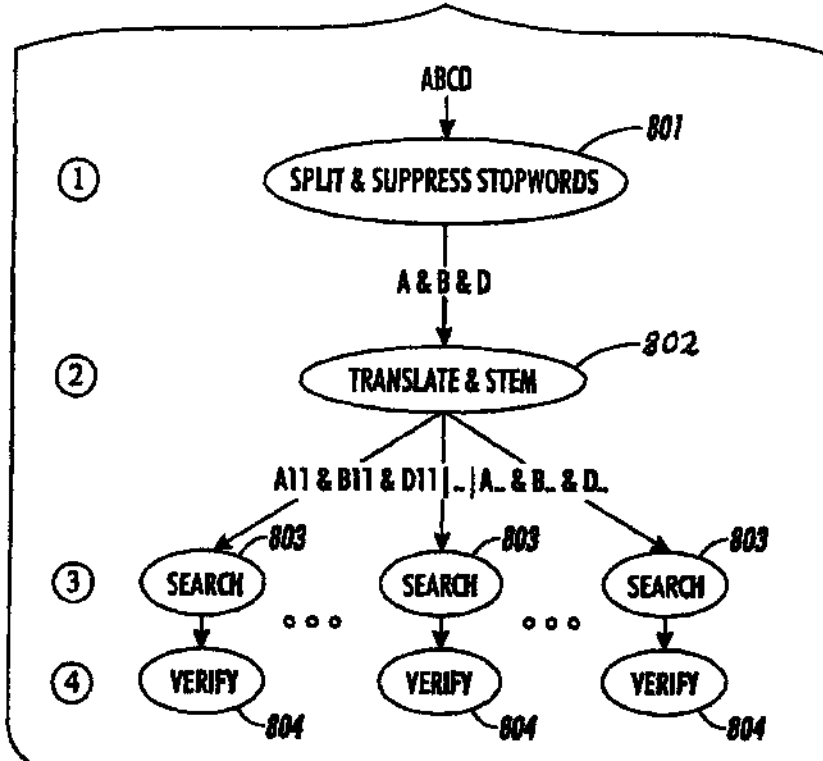 ABCD
801
① SPLIT & SUPPRESS STOPWORDS
A & B & D
802
② TRANSLATE & STEM
A11 & B11 & D11 | .. | A.. & B.. & D..
803 803 803
③ SEARCH SEARCH SEARCH
④ VERIFY VERIFY VERIFY
804 804 804